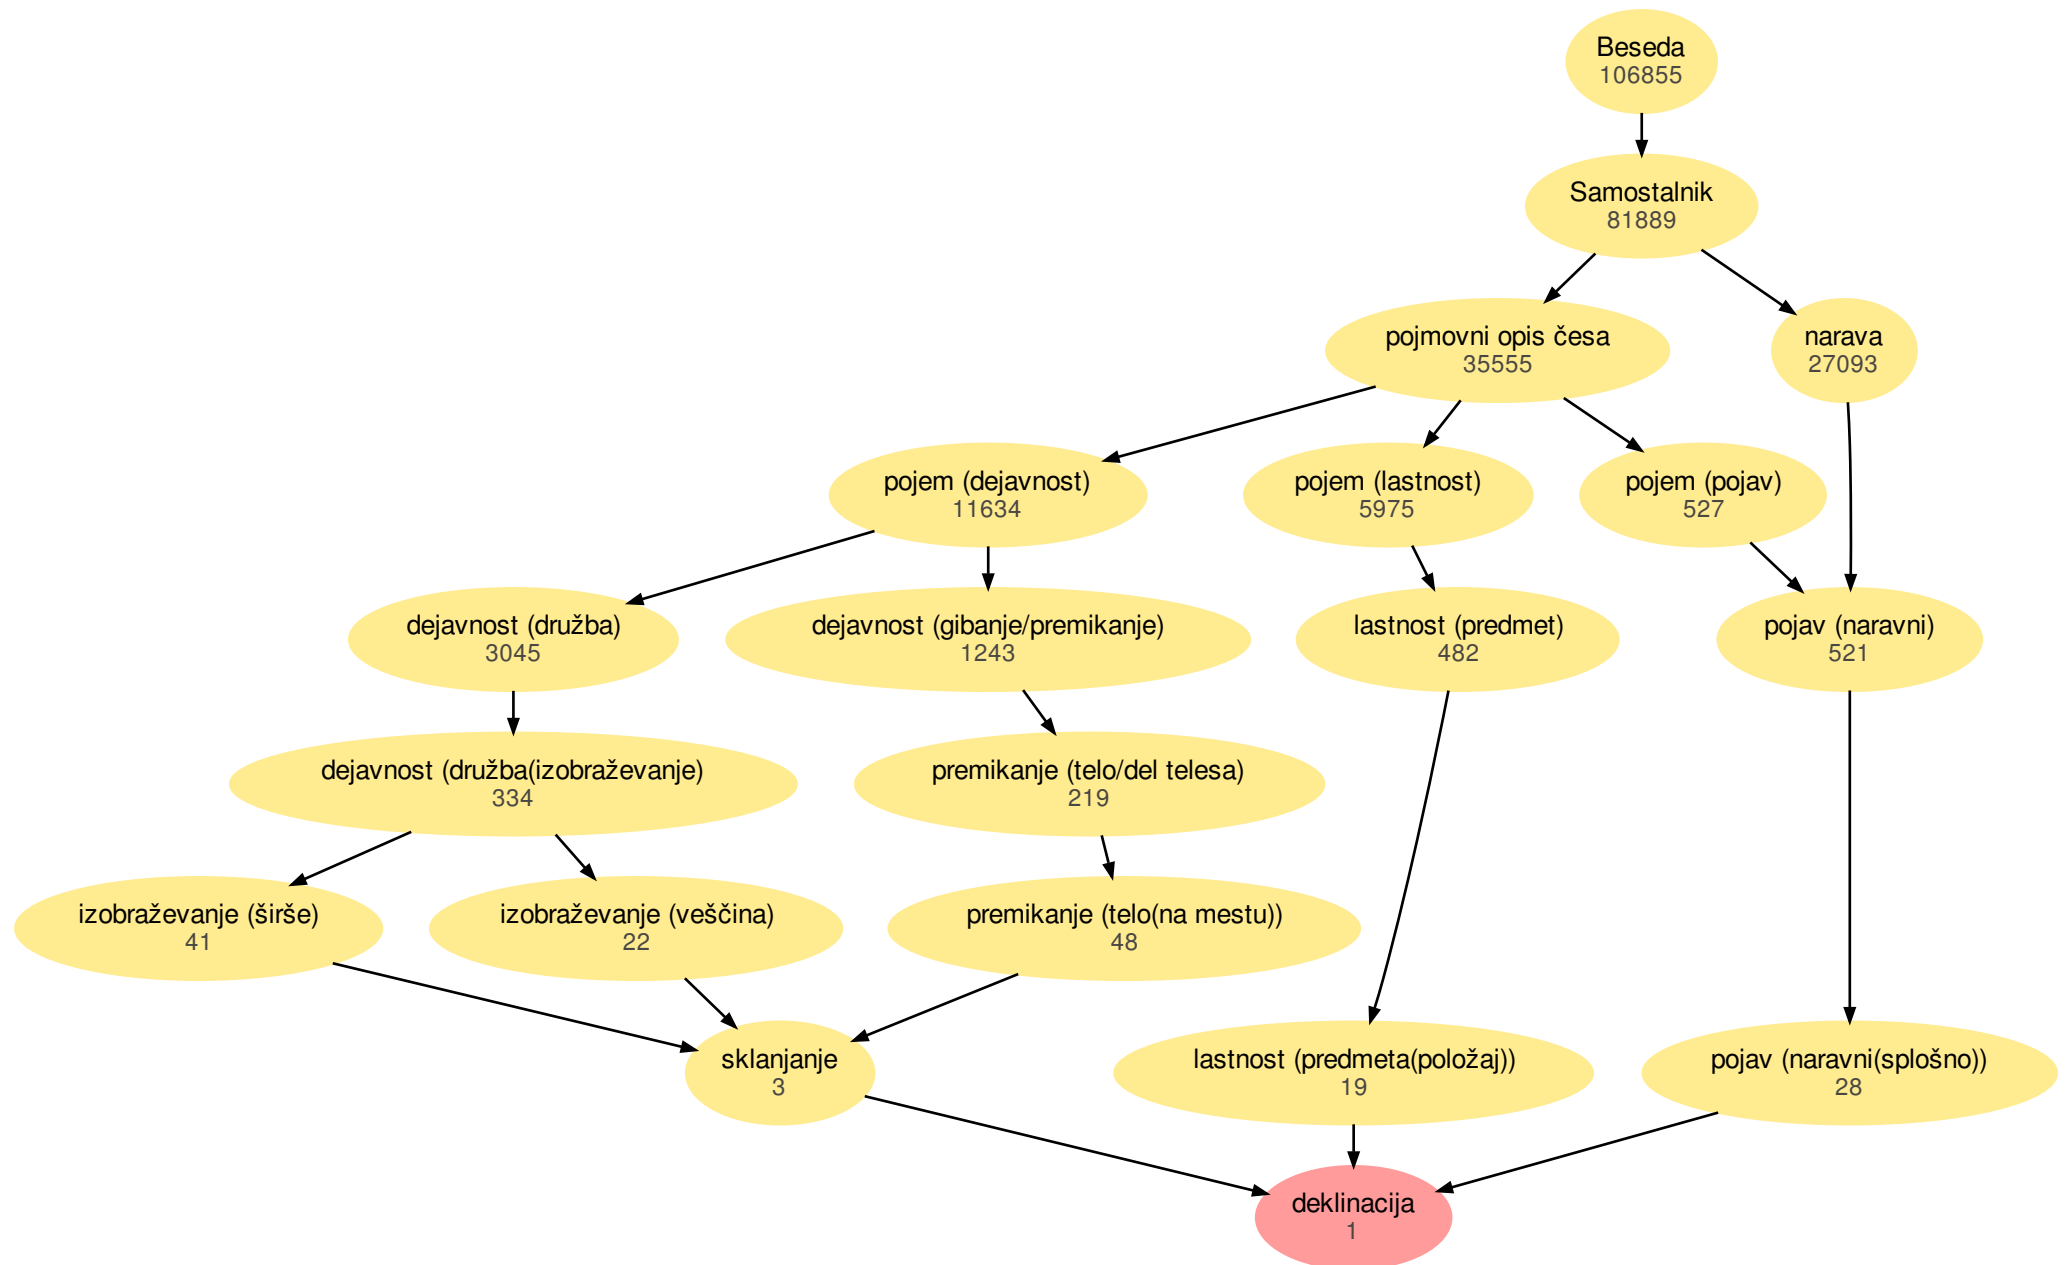 Beseda
106855
Samostalnik
81889
pojmovni opis česa
35555
narava
27093
pojem (dejavnost)
11634
pojem (lastnost)
5975
pojem (pojav)
527
dejavnost (družba)
3045
dejavnost (gibanje/premikanje)
1243
lastnost (predmet)
482
pojav (naravni)
521
dejavnost (družba(izobraževanje)
334
premikanje (telo/del telesa)
219
izobraževanje (širše)
41
izobraževanje (veščina)
22
premikanje (telo(na mestu))
48
sklanjanje
3
lastnost (predmeta(položaj))
19
pojav (naravni(splošno))
28
deklinacija
1